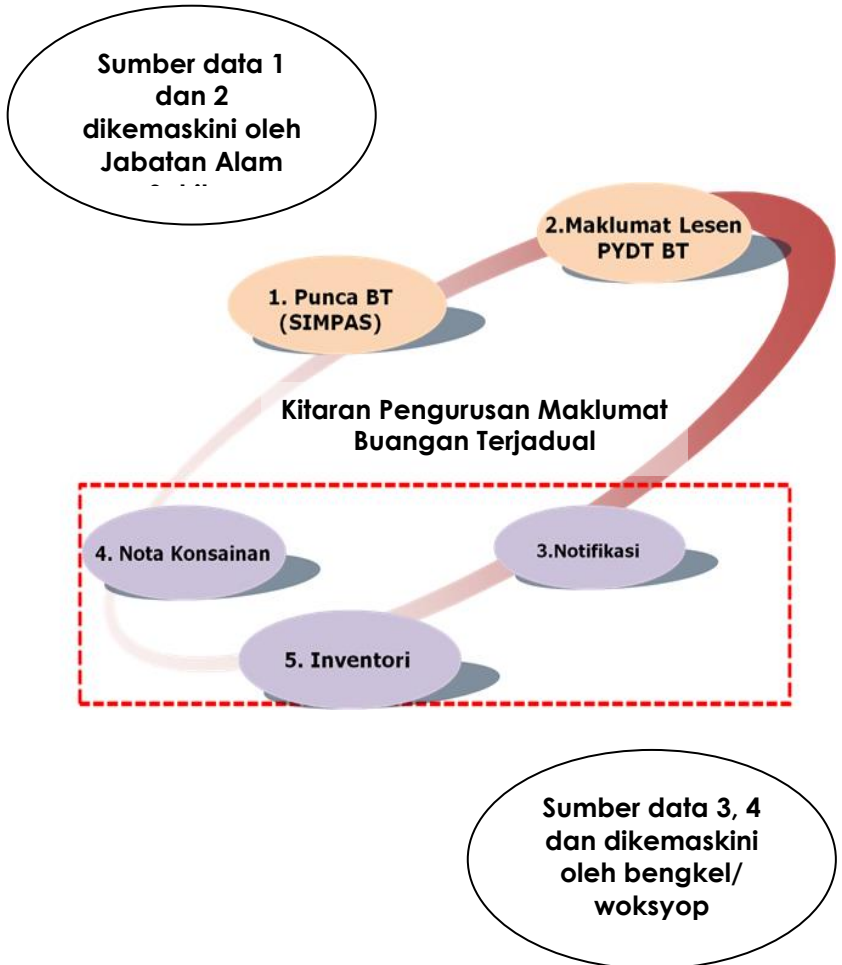 Sumber data 1
dan 2
dikemaskini oleh
Jabatan Alam
2.Maklumat Lesen
PYDT BT
1. Punca BT
(SIMPAS)
Kitaran Pengurusan Maklumat
Buangan Terjadual
4. Nota Konsainan
3.Notifikasi
5. Inventori
Sumber data 3, 4
dan dikemaskini
oleh bengkel/
woksyop